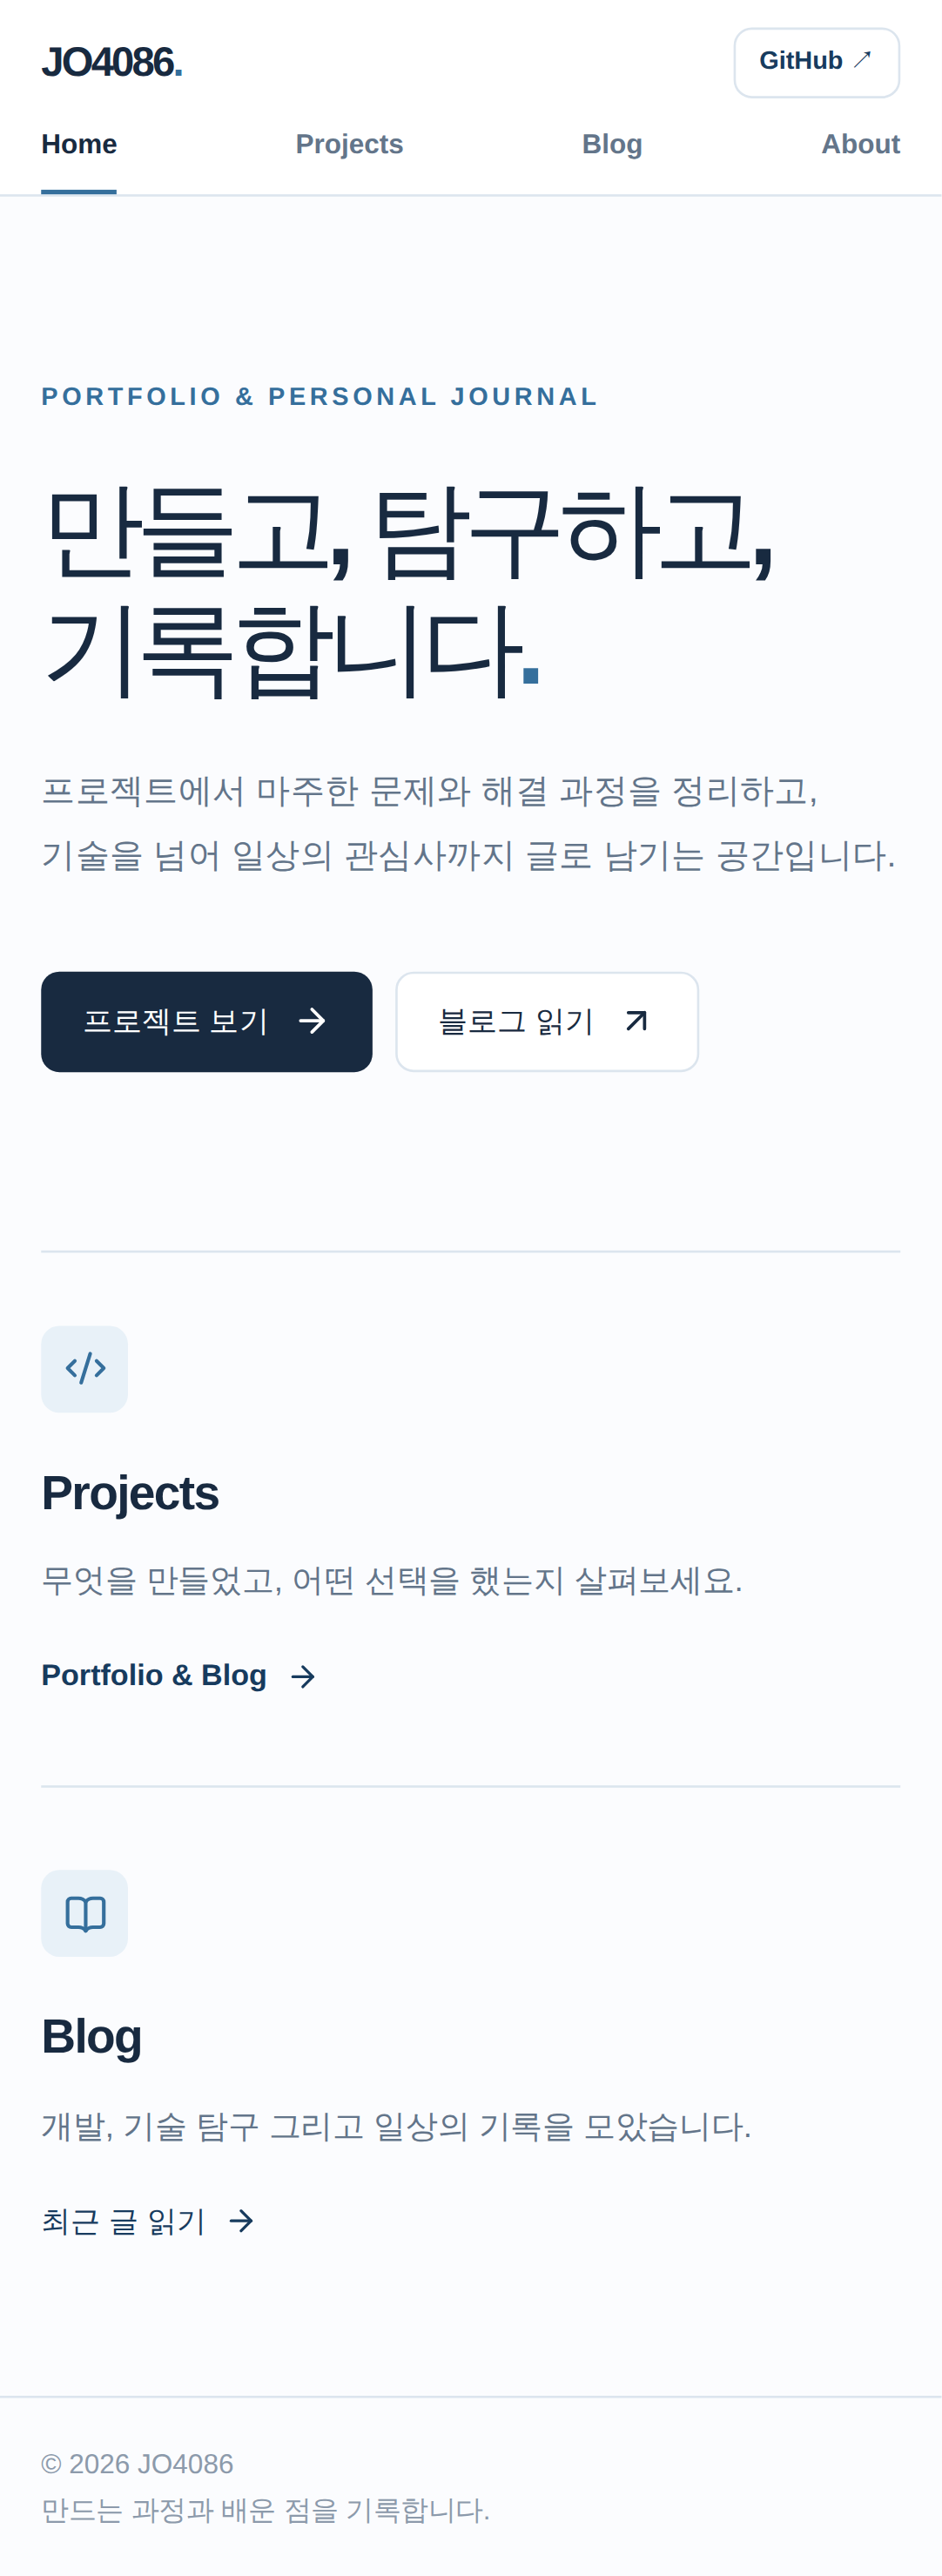 JO4086.
GitHub ↗
Home Projects Blog About
PORTFOLIO & PERSONAL JOURNAL
만들고, 탐구하고,
기록합니다.
프로젝트에서 마주한 문제와 해결 과정을 정리하고,
기술을 넘어 일상의 관심사까지 글로 남기는 공간입니다.
프로젝트 보기 → 블로그 읽기 ↗
Projects
무엇을 만들었고, 어떤 선택을 했는지 살펴보세요.
Portfolio & Blog →
Blog
개발, 기술 탐구 그리고 일상의 기록을 모았습니다.
최근 글 읽기 →
© 2026 JO4086
만드는 과정과 배운 점을 기록합니다.